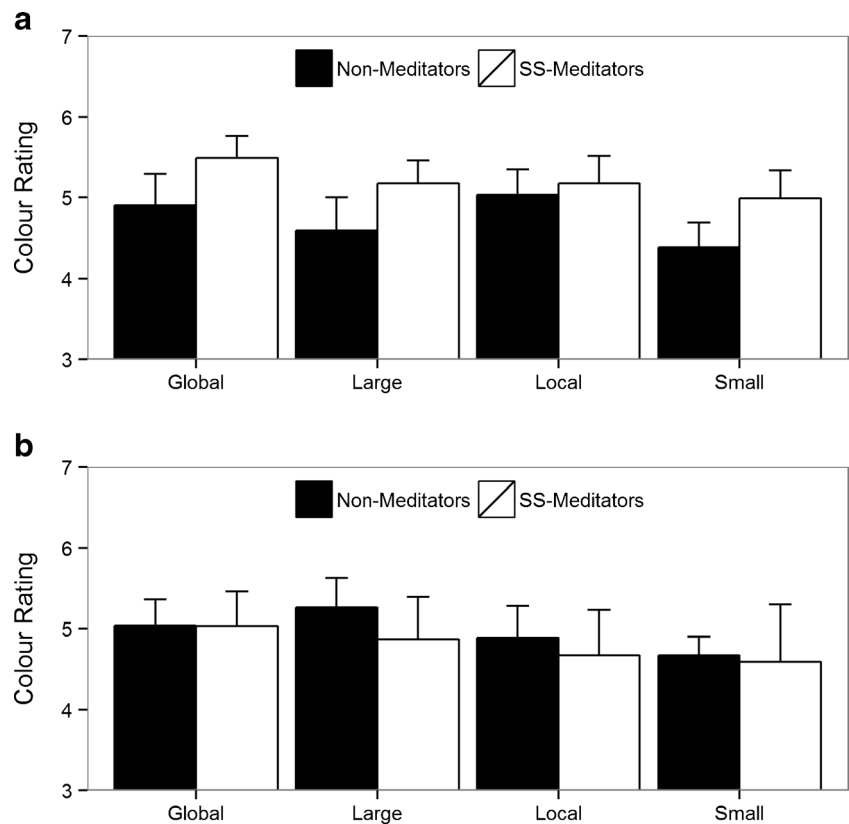 a
7
6
5
4
3
Colour Rating
Non-Meditators SS-Meditators
Global Large Local Small
b
7
6
5
4
3
Colour Rating
Non-Meditators SS-Meditators
Global Large Local Small